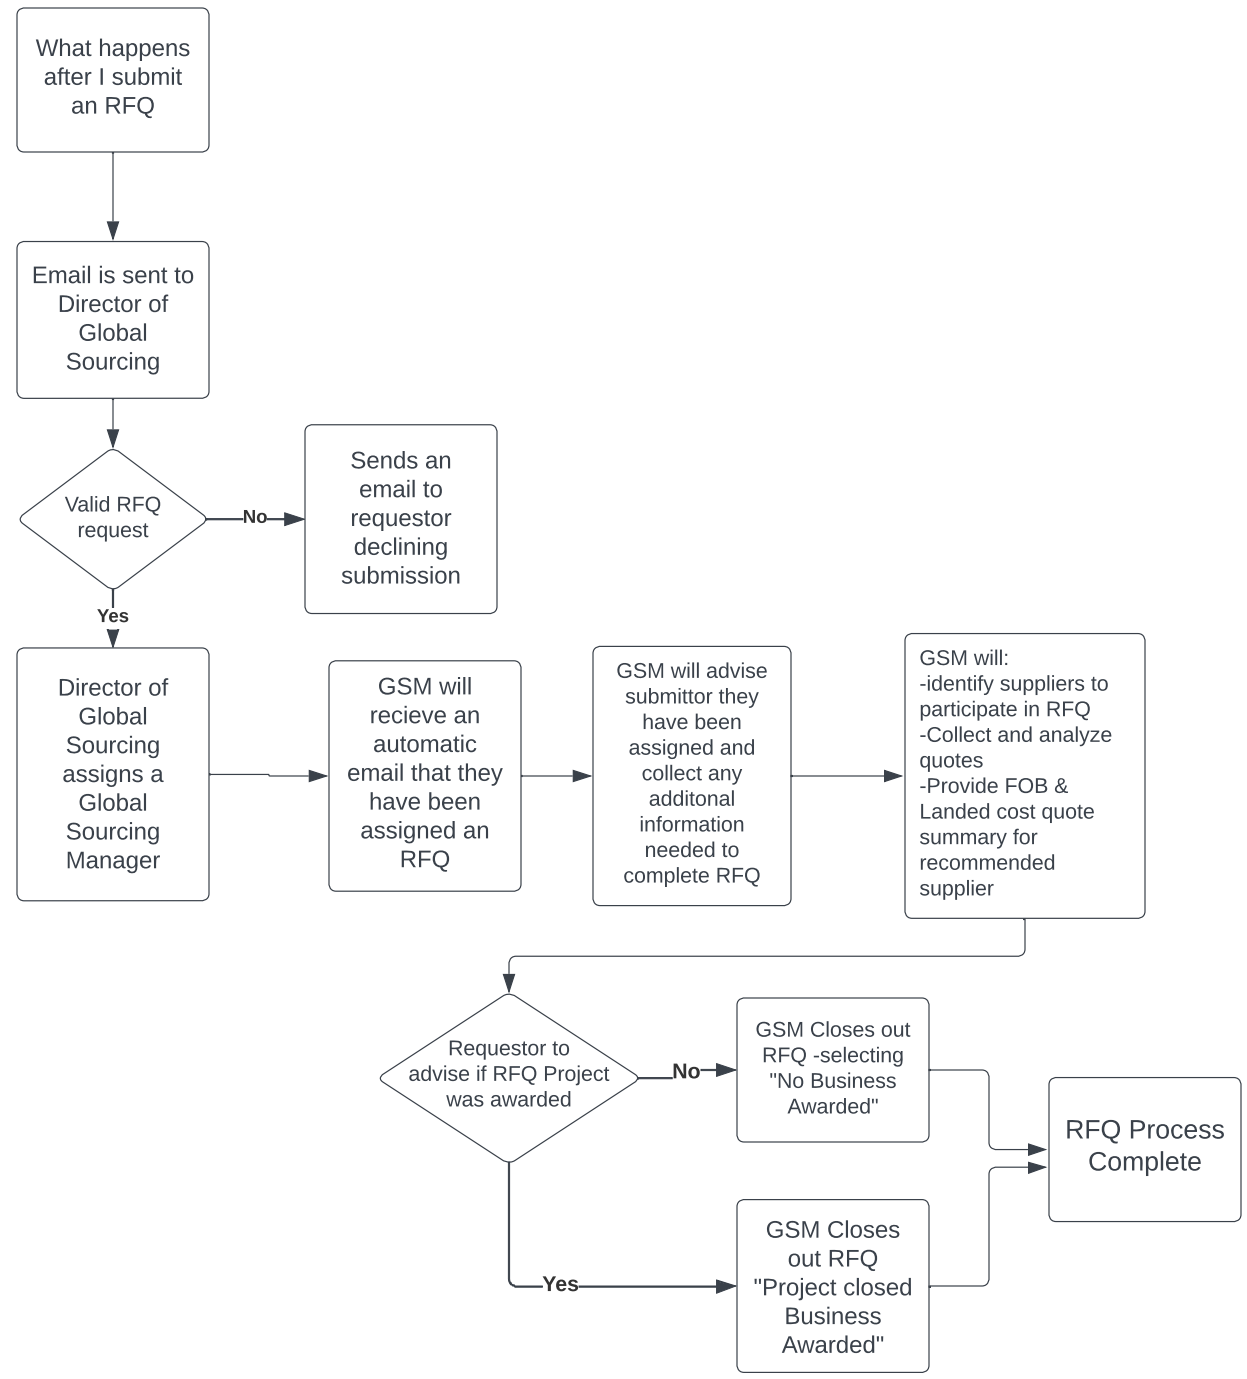 What happens
after I submit
an RFQ
Email is sent to
Director of
Global
Sourcing
Valid RFQ
request
No
Sends an
email to
requestor
declining
submission
Yes
Director of
Global
Sourcing
assigns a
Global
Sourcing
Manager
GSM will
recieve an
automatic
email that they
have been
assigned an
RFQ
GSM will advise
submittor they
have been
assigned and
collect any
additonal
information
needed to
complete RFQ
GSM will:
-identify suppliers to
participate in RFQ
-Collect and analyze
quotes
-Provide FOB &
Landed cost quote
summary for
recommended
supplier
Requestor to
advise if RFQ Project
was awarded
No
GSM Closes out
RFQ -selecting
"No Business
Awarded"
Yes
GSM Closes
out RFQ
"Project closed
Business
Awarded"
RFQ Process
Complete